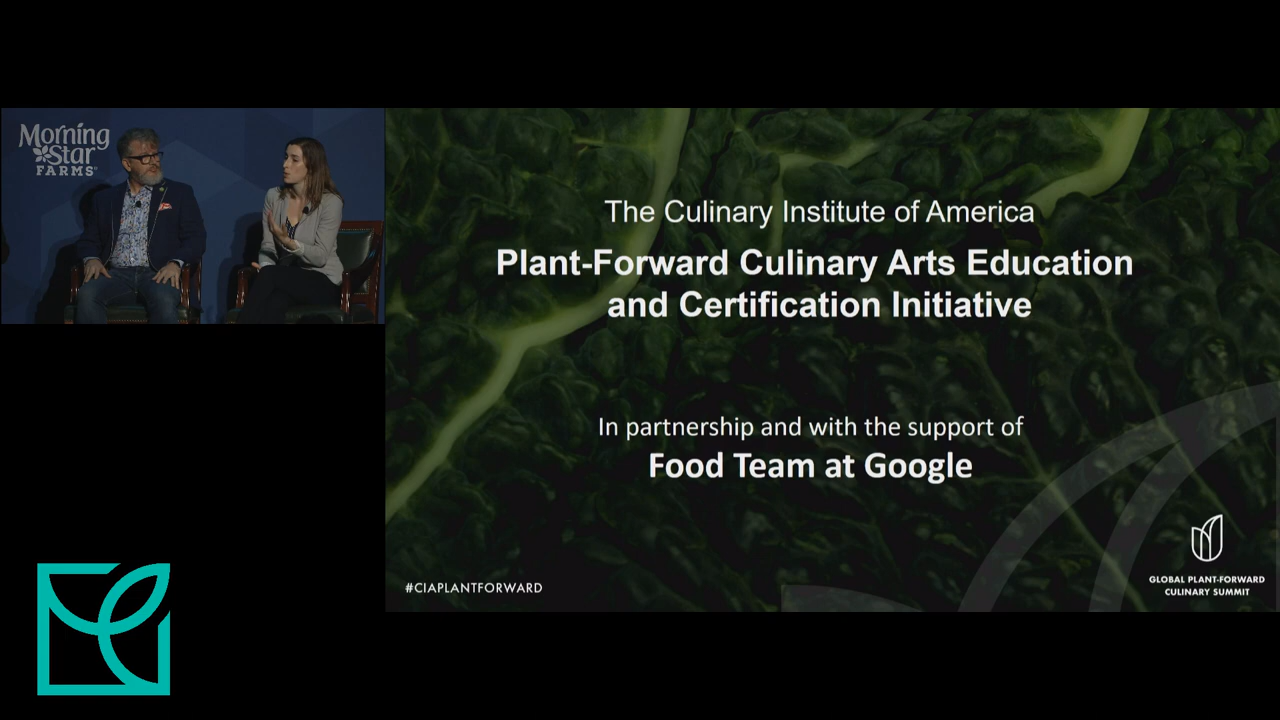 Morning
Star
FARMS
The Culinary Institute of America
Plant-Forward Culinary Arts Education
and Certification Initiative
In partnership and with the support of
Food Team at Google
#CIAPLANTFORWARD
GLOBAL PLANT-FORWARD
CULINARY SUMMIT